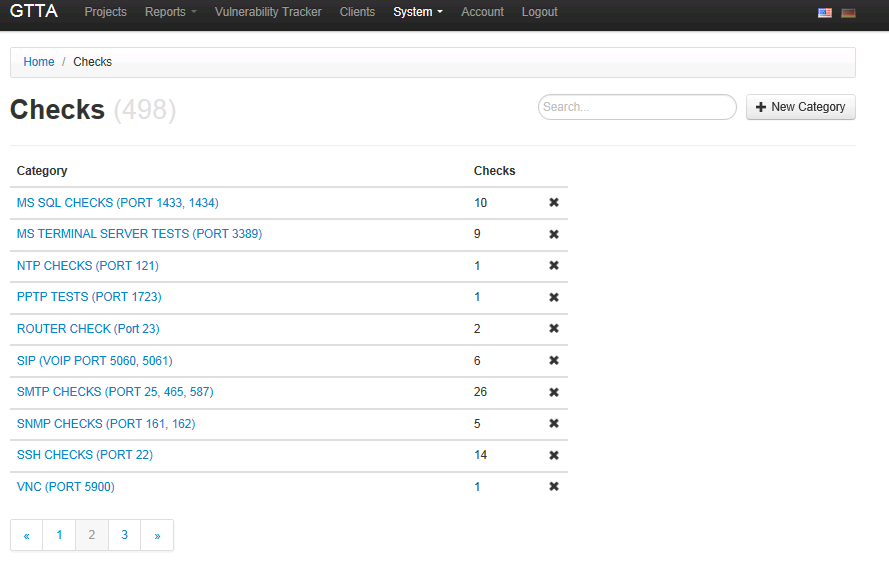 GTTA Projects Reports Vulnerability Tracker Clients System Account Logout
Home / Checks
Checks (498) Search... New Category
Category Checks
MS SQL CHECKS (PORT 1433, 1434) 10
MS TERMINAL SERVER TESTS (PORT 3389) 9
NTP CHECKS (PORT 121) 1
PPTP TESTS (PORT 1723) 1
ROUTER CHECK (Port 23) 2
SIP (VOIP PORT 5060, 5061) 6
SMTP CHECKS (PORT 25, 465, 587) 26
SNMP CHECKS (PORT 161, 162) 5
SSH CHECKS (PORT 22) 14
VNC (PORT 5900) 1
« 1 2 3 »